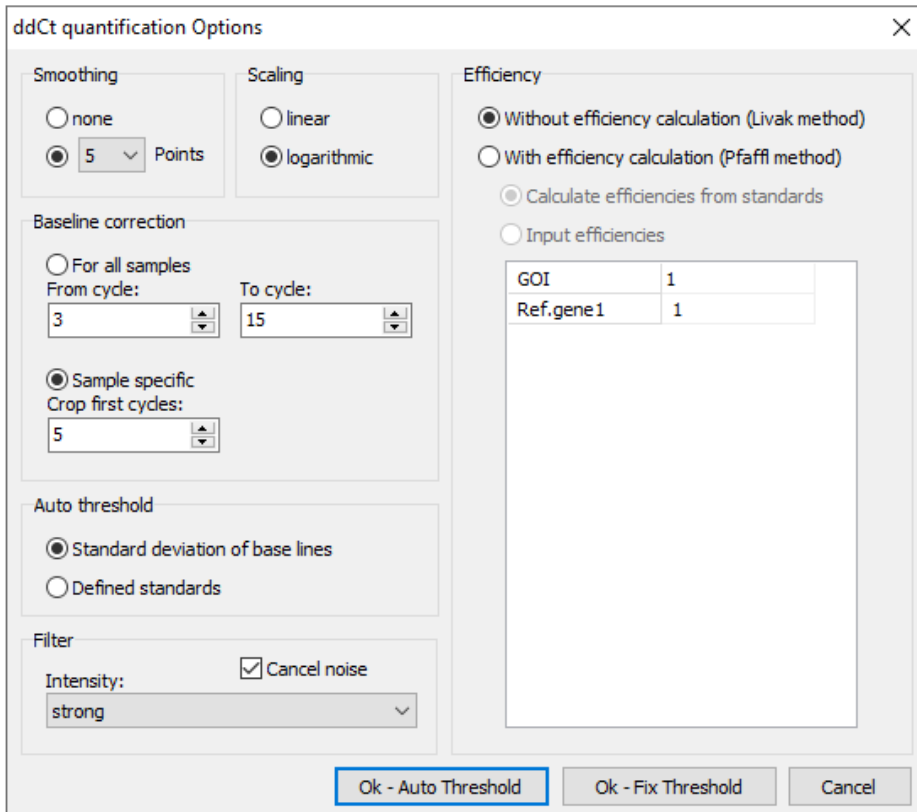 ddCt quantification Options
Smoothing
none
5 Points
Scaling
linear
logarithmic
Baseline correction
For all samples
From cycle: To cycle:
3 15
Sample specific
Crop first cycles:
5
Auto threshold
Standard deviation of base lines
Defined standards
Filter
Cancel noise
Intensity:
strong
Efficiency
Without efficiency calculation (Livak method)
With efficiency calculation (Pfaffl method)
Calculate efficiencies from standards
Input efficiencies
GOI 1
Ref.gene1 1
Ok - Auto Threshold Ok - Fix Threshold Cancel